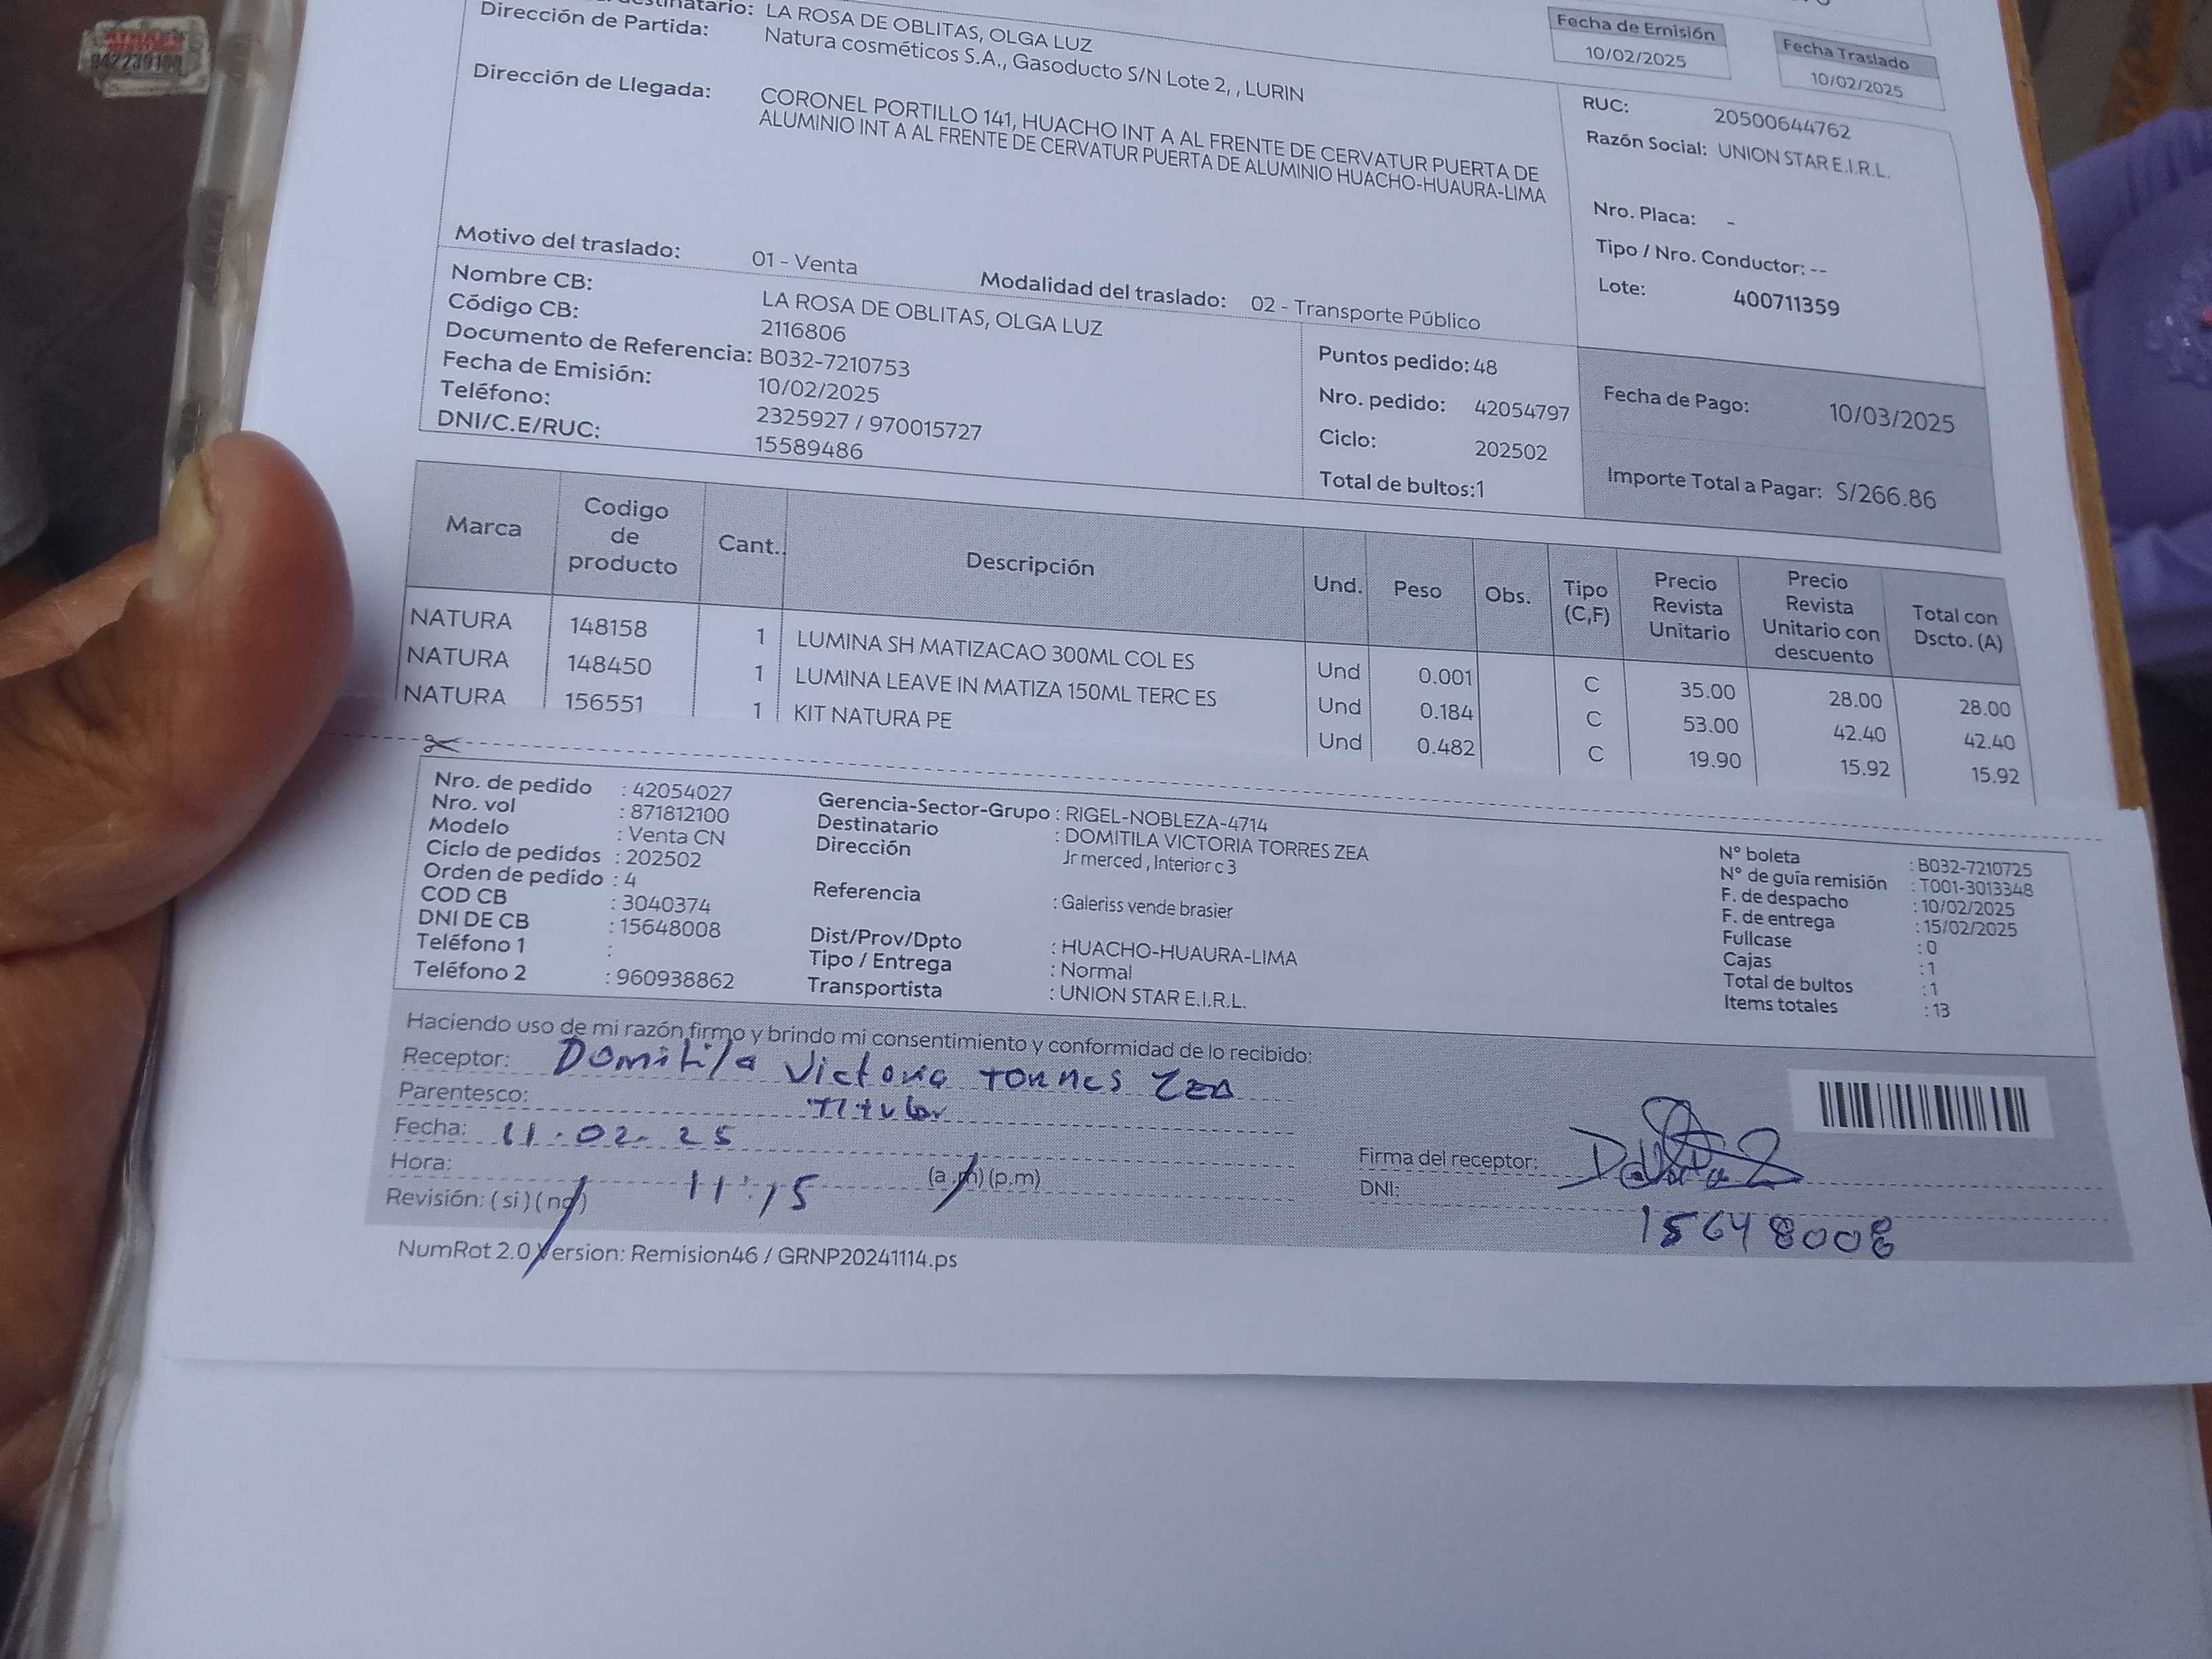 destinatario: LA ROSA DE OBLITAS, OLGA LUZ
Dirección de Partida: Natura cosméticos S.A., Gasoducto S/N Lote 2, , LURIN
Fecha de Emisión
10/02/2025
Fecha Traslado
10/02/2025
Dirección de Llegada: CORONEL PORTILLO 141, HUACHO INT A AL FRENTE DE CERVATUR PUERTA DE
ALUMINIO INT A AL FRENTE DE CERVATUR PUERTA DE ALUMINIO HUACHO-HUAURA-LIMA
RUC: 20500644762
Razón Social: UNION STAR E.I.R.L.
Nro. Placa: -
Tipo / Nro. Conductor: --
Lote: 400711359
Motivo del traslado: 01 - Venta Modalidad del traslado: 02 - Transporte Público
Nombre CB: LA ROSA DE OBLITAS, OLGA LUZ
Código CB: 2116806
Documento de Referencia: B032-7210753
Fecha de Emisión: 10/02/2025
Teléfono: 2325927 / 970015727
DNI/C.E/RUC: 15589486
Puntos pedido: 48
Nro. pedido: 42054797
Ciclo: 202502
Total de bultos:1
Fecha de Pago: 10/03/2025
Importe Total a Pagar: S/266.86
Marca Codigo de producto Cant. Descripción Und. Peso Obs. Tipo (C,F) Precio Revista Unitario Precio Revista Unitario con descuento Total con Dscto. (A)
NATURA 148158 1 LUMINA SH MATIZACAO 300ML COL ES Und 0.001 C 35.00 28.00 28.00
NATURA 148450 1 LUMINA LEAVE IN MATIZA 150ML TERC ES Und 0.184 C 53.00 42.40 42.40
NATURA 156551 1 KIT NATURA PE Und 0.482 C 19.90 15.92 15.92
Nro. de pedido : 42054027
Nro. vol : 871812100
Modelo : Venta CN
Ciclo de pedidos : 202502
Orden de pedido : 4
COD CB : 3040374
DNI DE CB : 15648008
Teléfono 1 :
Teléfono 2 : 960938862
Gerencia-Sector-Grupo : RIGEL-NOBLEZA-4714
Destinatario : DOMITILA VICTORIA TORRES ZEA
Dirección Jr merced , Interior c 3
Referencia : Galeriss vende brasier
Dist/Prov/Dpto : HUACHO-HUAURA-LIMA
Tipo / Entrega : Normal
Transportista : UNION STAR E.I.R.L.
N° boleta : B032-7210725
N° de guía remisión : T001-3013348
F. de despacho : 10/02/2025
F. de entrega : 15/02/2025
Fullcase : 0
Cajas : 1
Total de bultos : 1
Items totales : 13
Haciendo uso de mi razón firmo y brindo mi consentimiento y conformidad de lo recibido:
Receptor: Domitila Victoria Torres ZEA
Parentesco: Titular
Fecha: 11.02-25
Hora: 11:15 (a.m) (p.m)
Revisión: ( si ) ( no )
Firma del receptor:
DNI: 15648008
NumRot 2.0 Version: Remision46 / GRNP20241114.ps